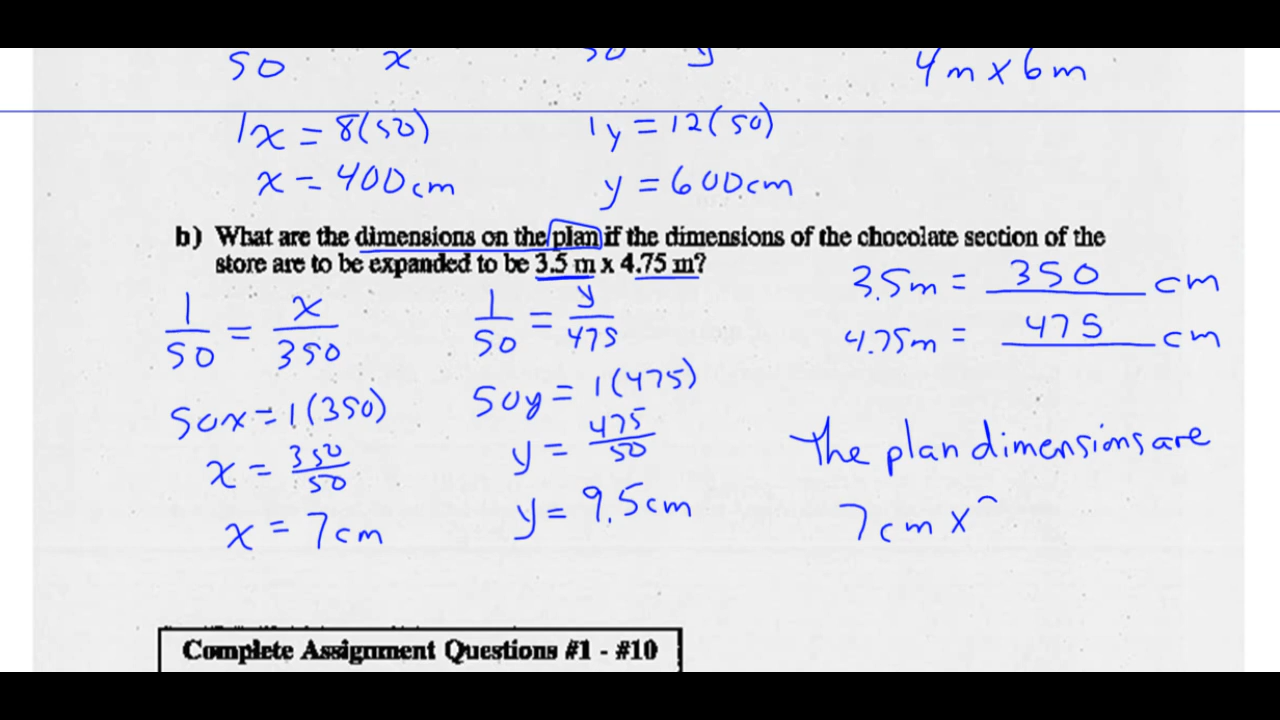 50 x 50 y 4m x 6m
1x = 8(50) 1y = 12(50)
x = 400cm y = 600cm
b) What are the dimensions on the plan if the dimensions of the chocolate section of the
store are to be expanded to be 3.5 m x 4.75 m?
3.5m = 350 cm
4.75m = 475 cm
1/50 = x/350 1/50 = y/475
50x = 1(350) 50y = 1(475)
x = 350/50 y = 475/50
x = 7cm y = 9.5cm
The plan dimensions are
7cm x
Complete Assignment Questions #1 - #10